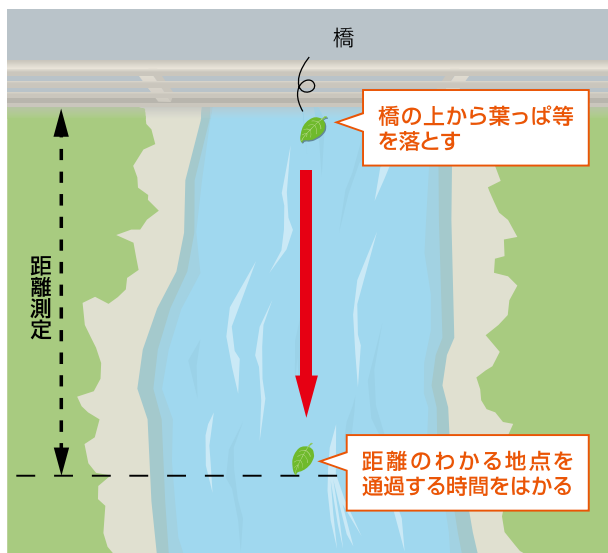 橋
橋の上から葉っぱ等
を落とす
距離測定
距離のわかる地点を
通過する時間をはかる